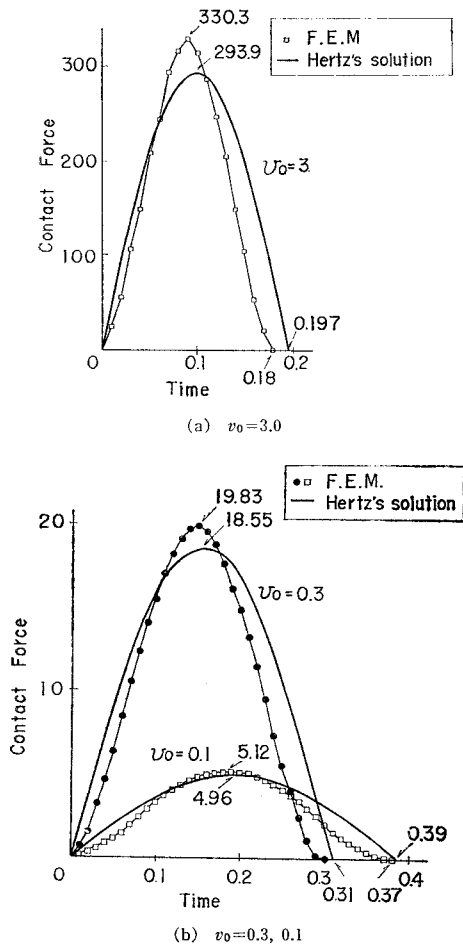 330.3
F.E.M
Hertz's solution
293.9
300
200
100
0
Contact Force
υ0=3.
0.197
0.1
0.2
0.18
Time
(a) v0=3.0
●□ F.E.M.
Hertz's solution
19.83
18.55
20
10
0
Contact Force
υ0=0.3
υ0=0.1
5.12
4.96
0.39
0.1
0.2
0.3
0.31
0.37
0.4
Time
(b) v0=0.3, 0.1